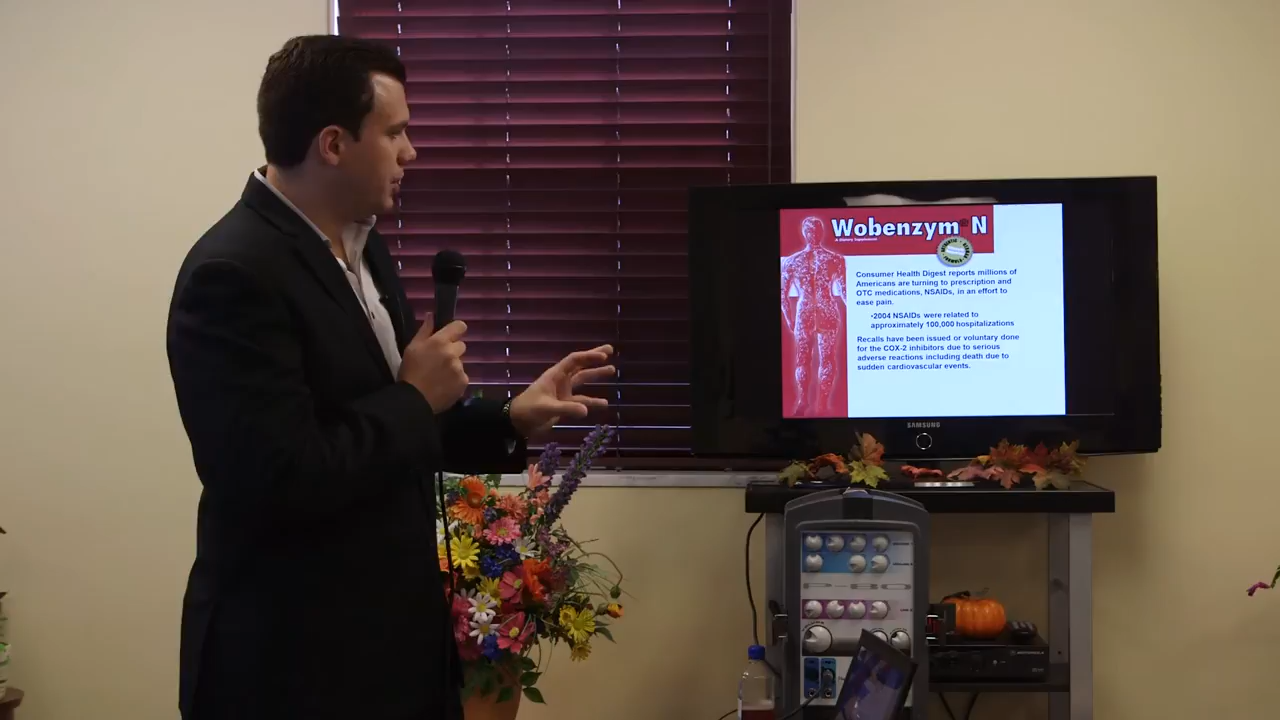 Wobenzym N
A Dietary Supplement
Consumer Health Digest reports millions of
Americans are turning to prescription and
OTC medications, NSAIDs, in an effort to
ease pain.
•2004 NSAIDs were related to
approximately 100,000 hospitalizations
Recalls have been issued or voluntary done
for the COX-2 inhibitors due to serious
adverse reactions including death due to
sudden cardiovascular events.
SAMSUNG
MOTOROLA